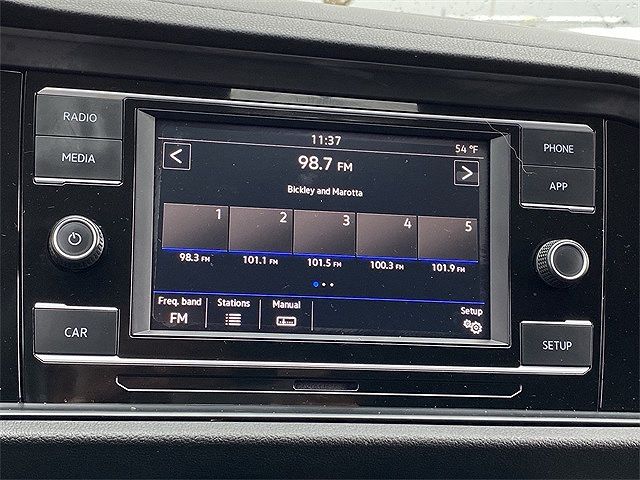 RADIO
MEDIA
CAR
11:37
54 °F
<
98.7 FM
>
Bickley and Marotta
1 2 3 4 5
98.3 FM 101.1 FM 101.5 FM 100.3 FM 101.9 FM
Freq. band Stations Manual Setup
FM
PHONE
APP
SETUP